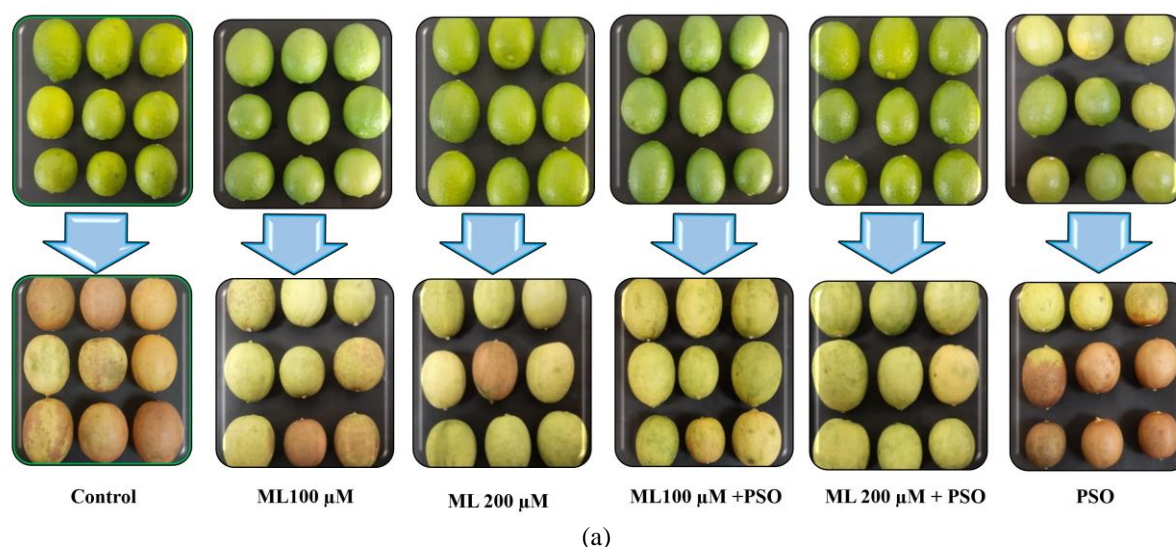 Control
ML100 µM
ML 200 µM
ML100 µM +PSO
ML 200 µM + PSO
PSO
(a)